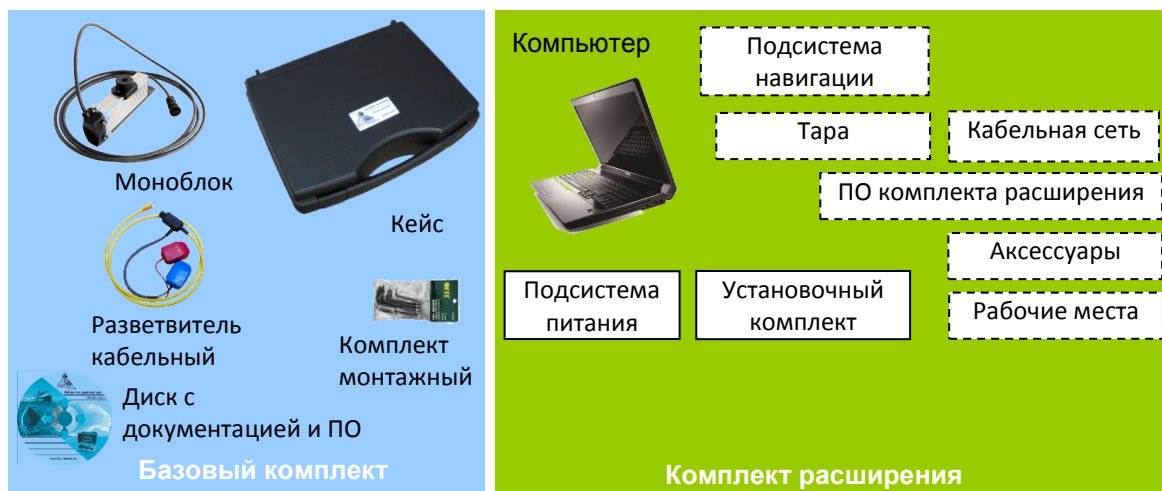 Моноблок
Кейс
Разветвитель
кабельный
Комплект
монтажный
Диск с
документацией и ПО
Базовый комплект
Компьютер
Подсистема
навигации
Тара
Кабельная сеть
ПО комплекта расширения
Аксессуары
Рабочие места
Подсистема
питания
Установочный
комплект
Комплект расширения